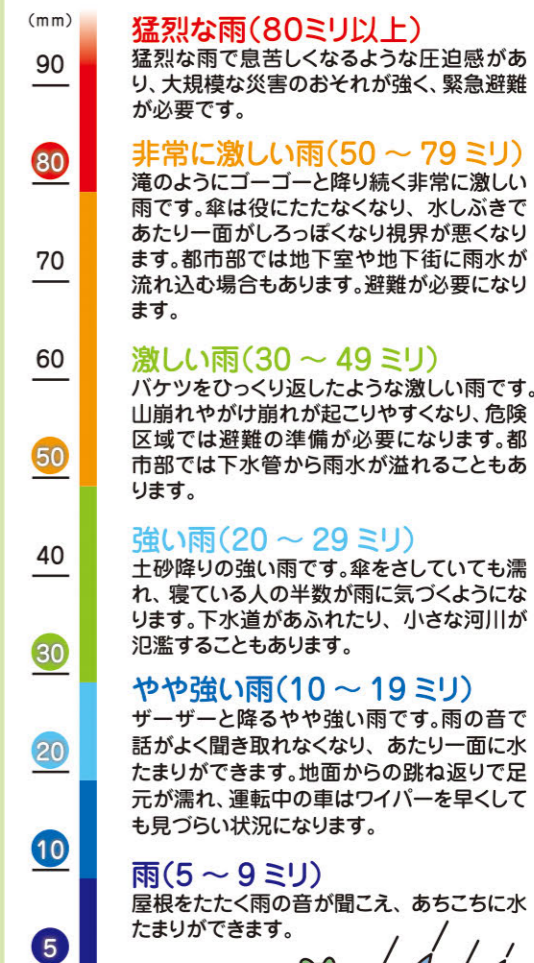 (mm)
90
80
70
60
50
40
30
20
10
5
猛烈な雨(80ミリ以上)
猛烈な雨で息苦しくなるような圧迫感があ
り、大規模な災害のおそれが強く、緊急避難
が必要です。
非常に激しい雨(50 ～ 79 ミリ)
滝のようにゴーゴーと降り続く非常に激しい
雨です。傘は役にたたなくなり、水しぶきで
あたり一面がしろっぽくなり視界が悪くなり
ます。都市部では地下室や地下街に雨水が
流れ込む場合もあります。避難が必要になり
ます。
激しい雨(30 ～ 49 ミリ)
バケツをひっくり返したような激しい雨です。
山崩れやがけ崩れが起こりやすくなり、危険
区域では避難の準備が必要になります。都
市部では下水管から雨水が溢れることもあ
ります。
強い雨(20 ～ 29 ミリ)
土砂降りの強い雨です。傘をさしていても濡
れ、寝ている人の半数が雨に気づくようにな
ります。下水道があふれたり、小さな河川が
氾濫することもあります。
やや強い雨(10 ～ 19 ミリ)
ザーザーと降るやや強い雨です。雨の音で
話がよく聞き取れなくなり、あたり一面に水
たまりができます。地面からの跳ね返りで足
元が濡れ、運転中の車はワイパーを早くして
も見づらい状況になります。
雨(5 ～ 9 ミリ)
屋根をたたく雨の音が聞こえ、あちこちに水
たまりができます。